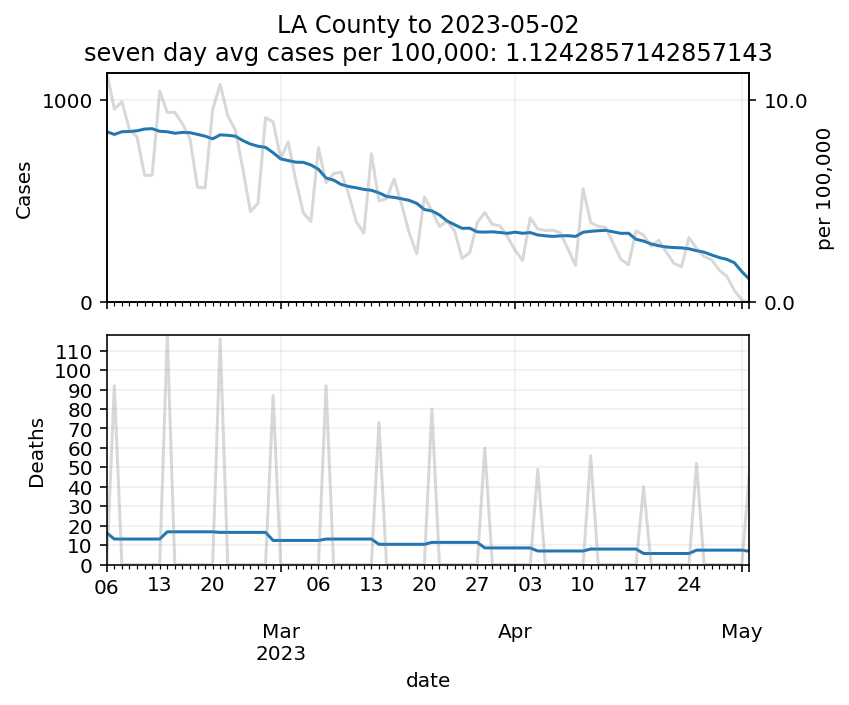 LA County to 2023-05-02
seven day avg cases per 100,000: 1.1242857142857143
1000
0
Cases
10.0
0.0
per 100,000
110
100
90
80
70
60
50
40
30
20
10
0
Deaths
06 13 20 27 06 13 20 27 03 10 17 24
Mar Apr May
2023
date